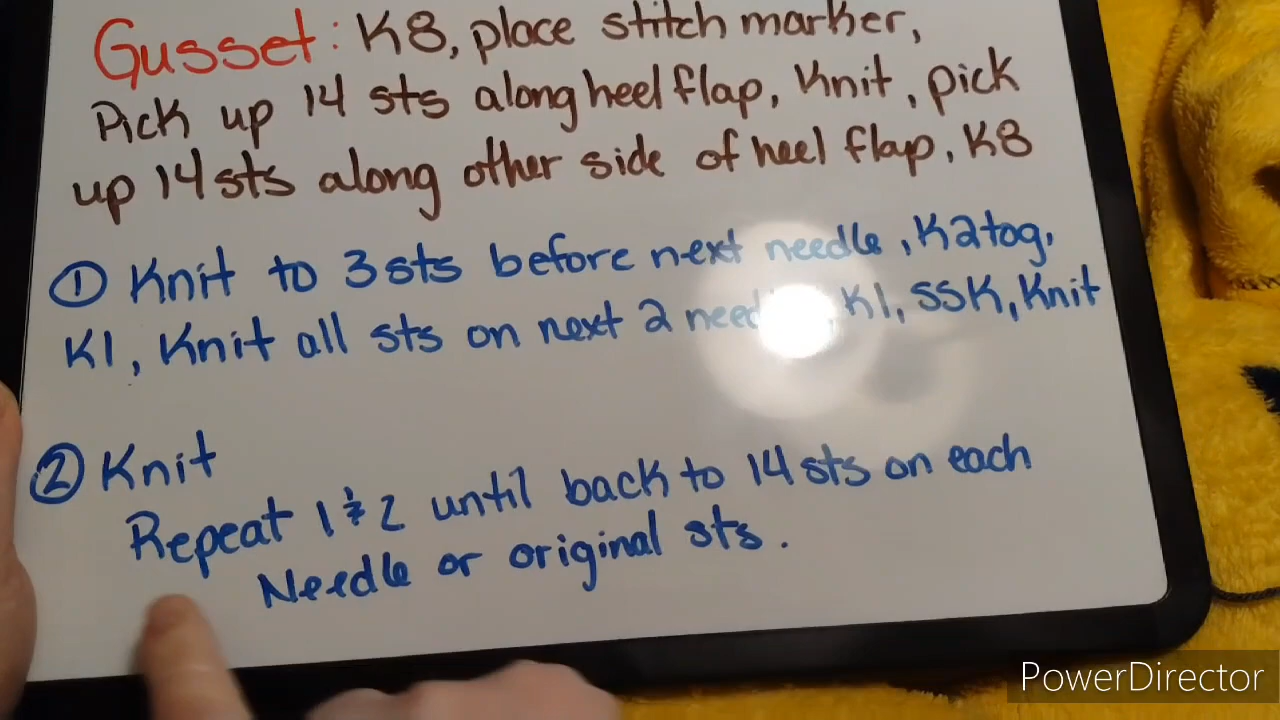 Gusset: K8, place stitch marker,
Pick up 14 sts along heel flap, Knit, pick
up 14 sts along other side of heel flap, K8
① Knit to 3 sts before next needle, K2tog,
K1, Knit all sts on next 2 K1, SSK, Knit
② Knit
Repeat 1 & 2 until back to 14 sts on each
Needle or original sts.
PowerDirector